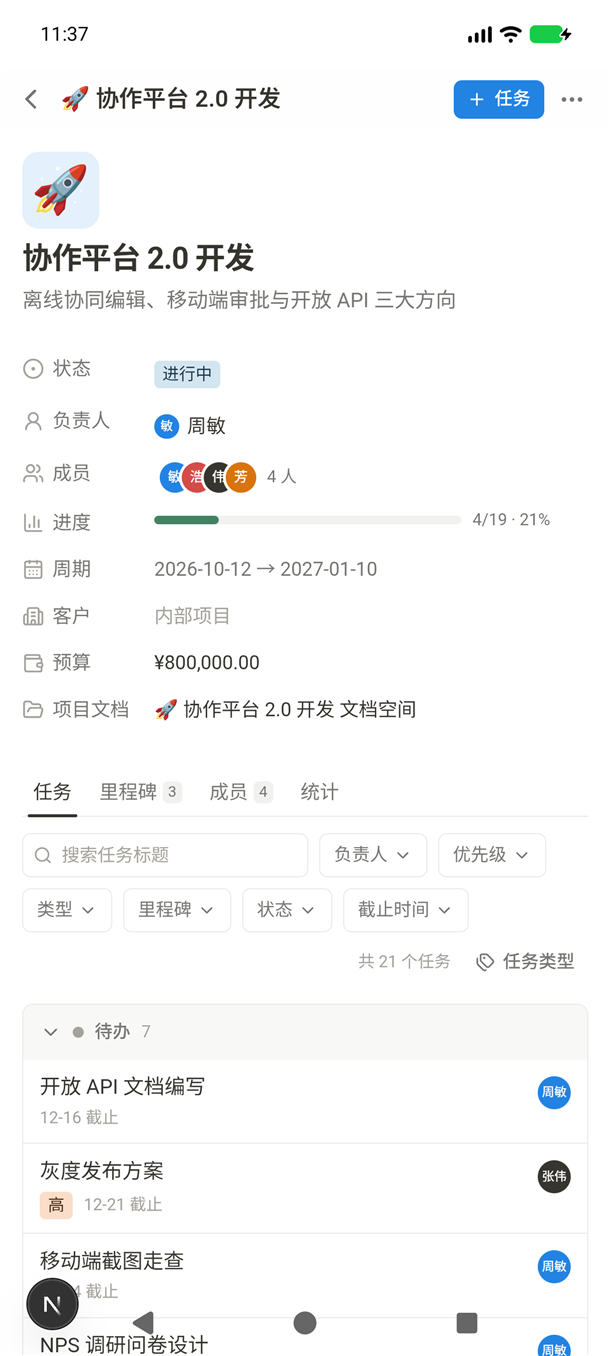 11:37
协作平台 2.0 开发
+ 任务
协作平台 2.0 开发
离线协同编辑、移动端审批与开放 API 三大方向
状态 进行中
负责人 敏 周敏
成员 敏 浩 伟 芳 4 人
进度 4/19 · 21%
周期 2026-10-12 → 2027-01-10
客户 内部项目
预算 ¥800,000.00
项目文档 协作平台 2.0 开发 文档空间
任务 里程碑 3 成员 4 统计
搜索任务标题 负责人 优先级
类型 里程碑 状态 截止时间
共 21 个任务 任务类型
待办 7
开放 API 文档编写 周敏
12-16 截止
灰度发布方案 张伟
高 12-21 截止
移动端截图走查 周敏
4 截止
N
NPS 调研问卷设计 周敏